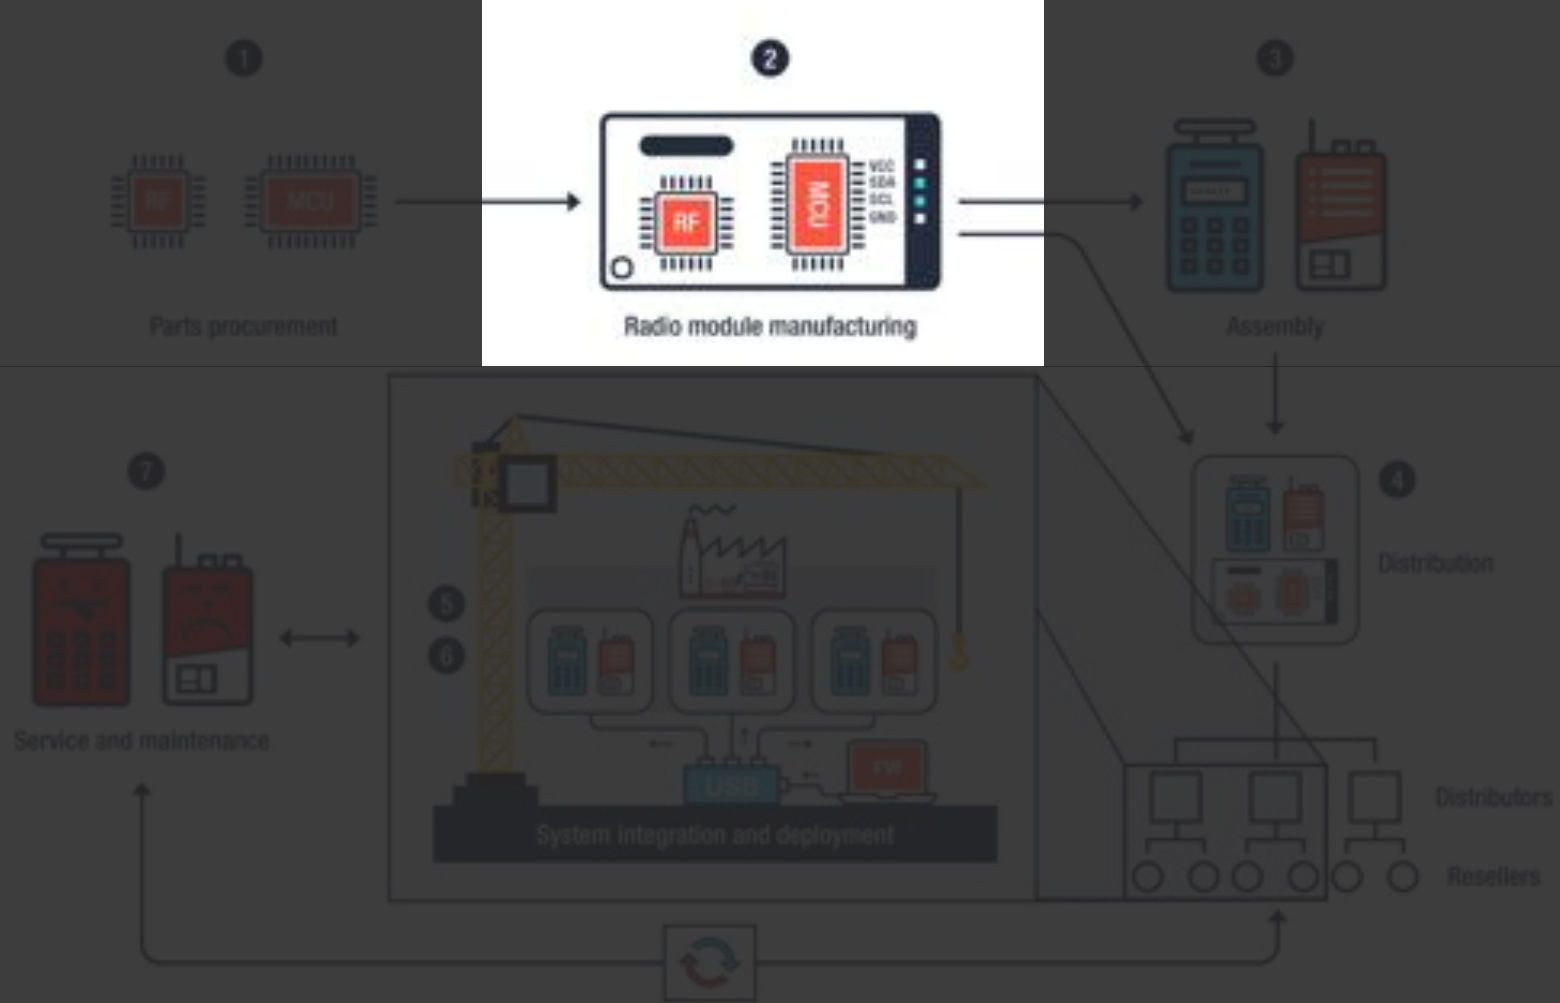 1
2
3
RF
MCU
RF
MCU
VCC
SDA
SCL
GND
Parts procurement
Radio module manufacturing
Assembly
7
4
Distribution
5
6
Service and maintenance
USB
FW
System integration and deployment
Distributors
Resellers